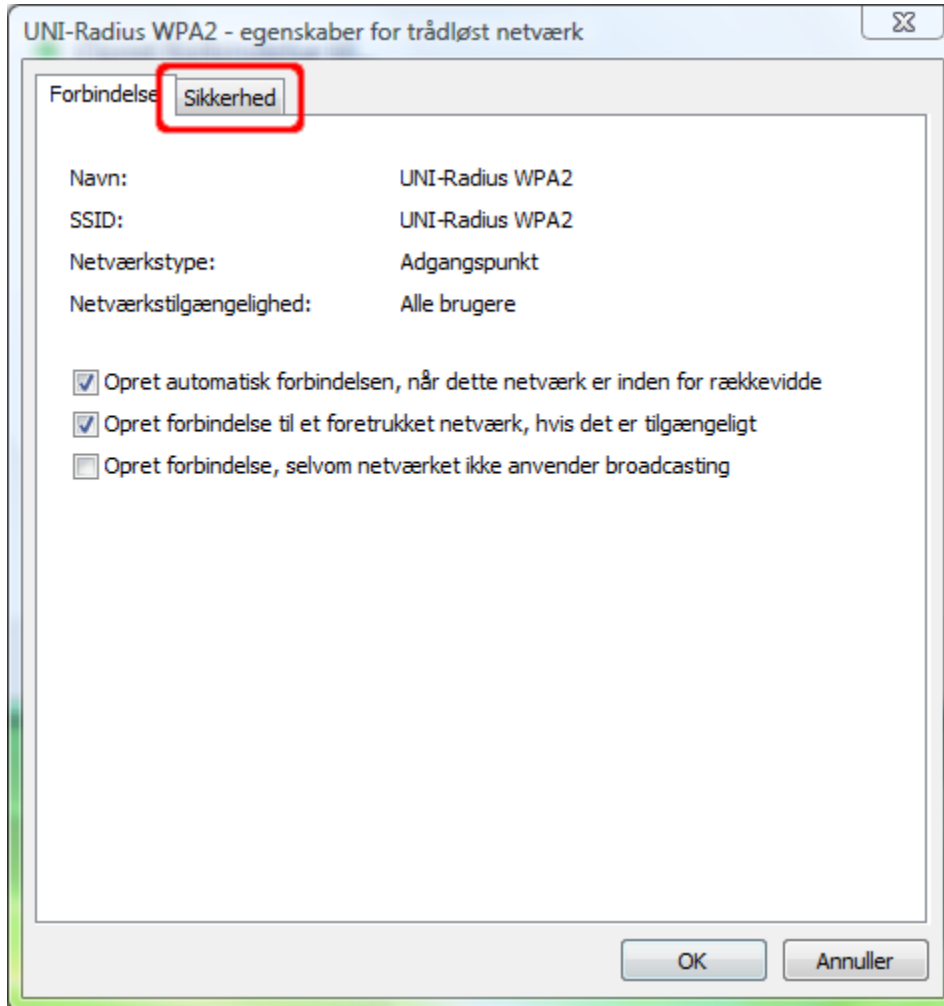 UNI-Radius WPA2 - egenskaber for trådløst netværk
Forbindelse Sikkerhed
Navn: UNI-Radius WPA2
SSID: UNI-Radius WPA2
Netværkstype: Adgangspunkt
Netværkstilgængelighed: Alle brugere
Opret automatisk forbindelsen, når dette netværk er inden for rækkevidde
Opret forbindelse til et foretrukket netværk, hvis det er tilgængeligt
Opret forbindelse, selvom netværket ikke anvender broadcasting
OK Annuller